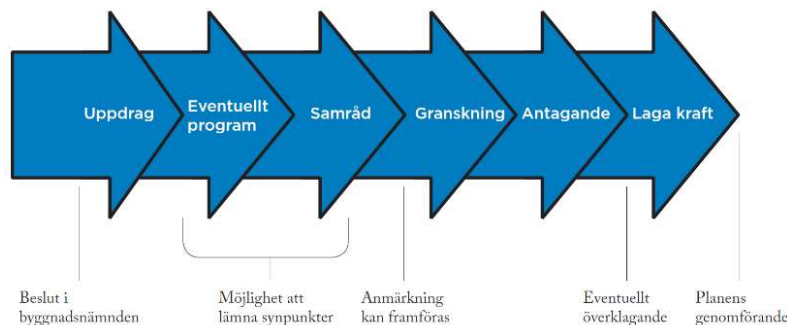 Uppdrag
Eventuellt
program
Samråd
Granskning
Antagande
Laga kraft
Beslut i
byggnadsnämnden
Möjlighet att
lämna synpunkter
Anmärkning
kan framföras
Eventuellt
överklagande
Planens
genomförande